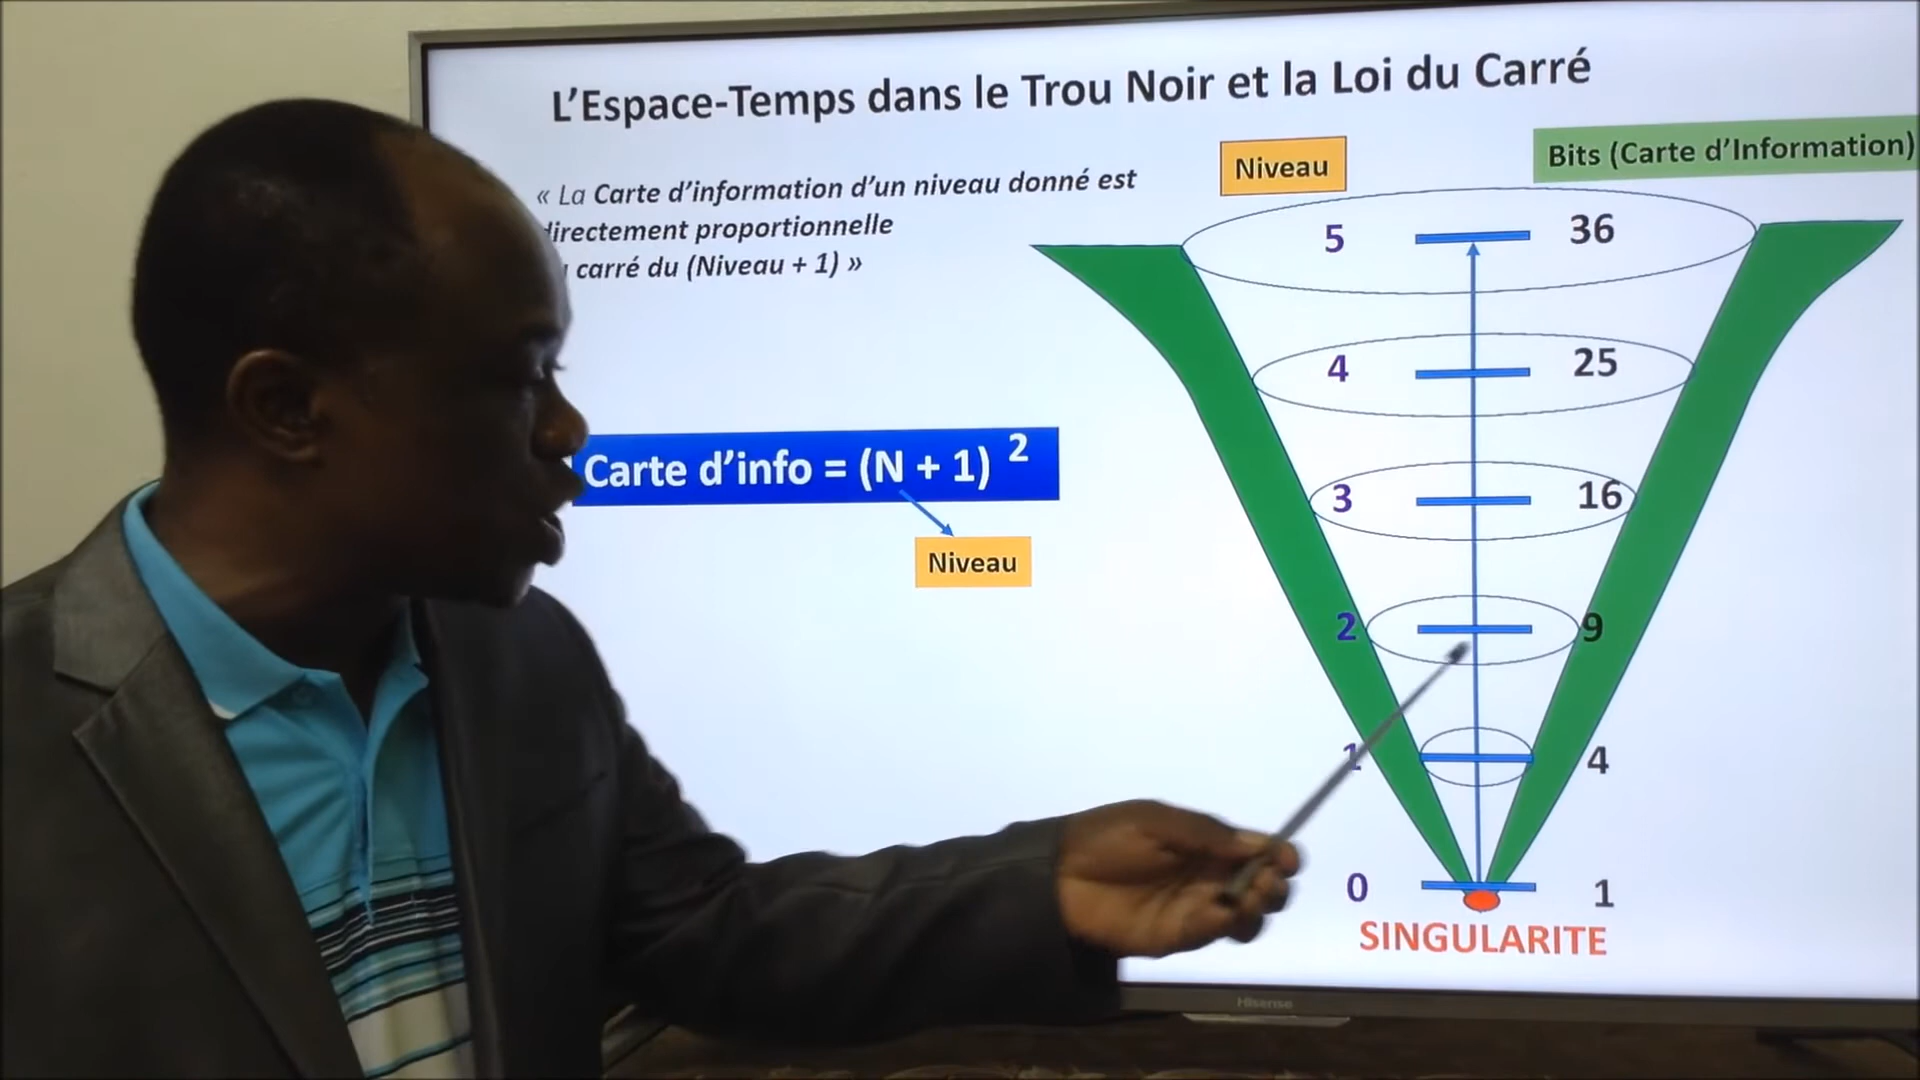 L'Espace-Temps dans le Trou Noir et la Loi du Carré
Niveau
Bits (Carte d'Information)
« La Carte d'information d'un niveau donné est
directement proportionnelle
carré du (Niveau + 1) »
Carte d'info = (N + 1) 2
Niveau
5 36
4 25
3 16
2 9
1 4
0 1
SINGULARITE
Hisense